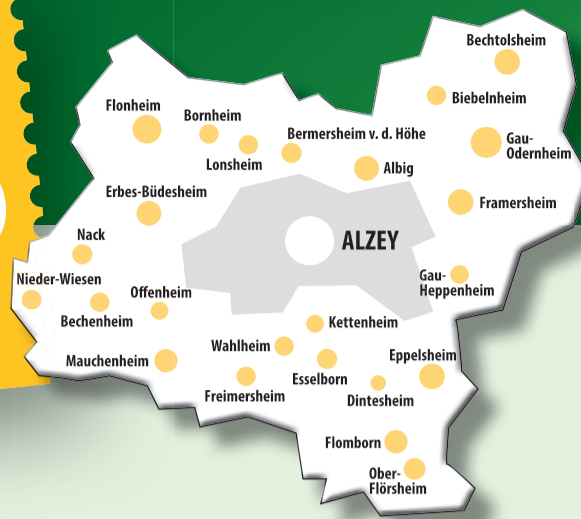 Bechtolsheim
Biebelnheim
Flonheim
Bornheim
Bermersheim v. d. Höhe
Gau-
Odernheim
Lonsheim
Albig
Erbes-Büdesheim
Framersheim
Nack
ALZEY
Gau-
Heppenheim
Nieder-Wiesen
Offenheim
Bechenheim
Kettenheim
Wahlheim
Eppelsheim
Mauchenheim
Esselborn
Freimersheim
Dintesheim
Flomborn
Ober-
Flörsheim